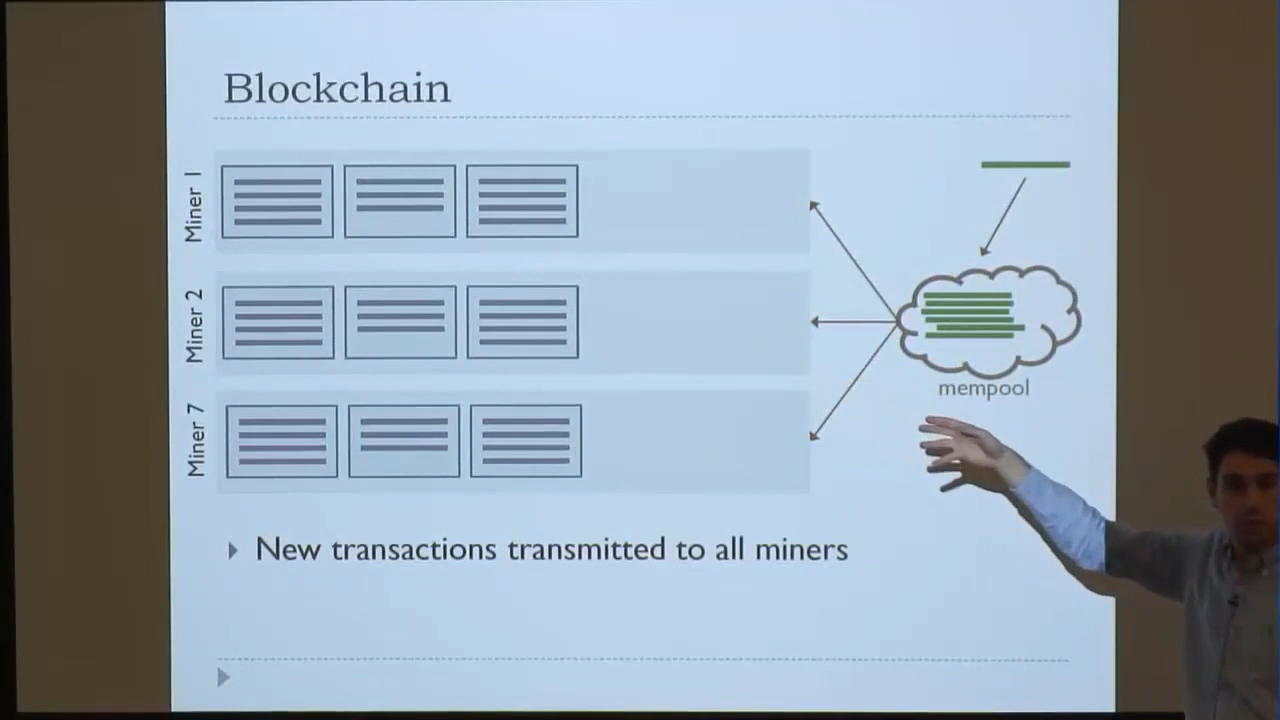 Blockchain
Miner 1
Miner 2
Miner 7
mempool
New transactions transmitted to all miners